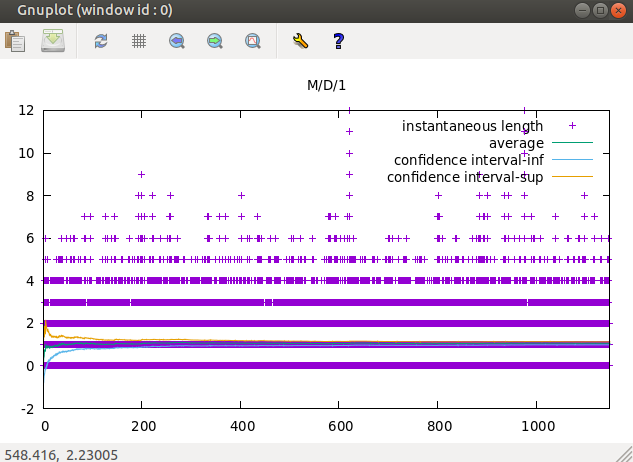 Gnuplot (window id : 0)
M/D/1
12
10
8
6
4
2
0
-2
instantaneous length
average
confidence interval-inf
confidence interval-sup
0
200
400
600
800
1000
548.416, 2.23005